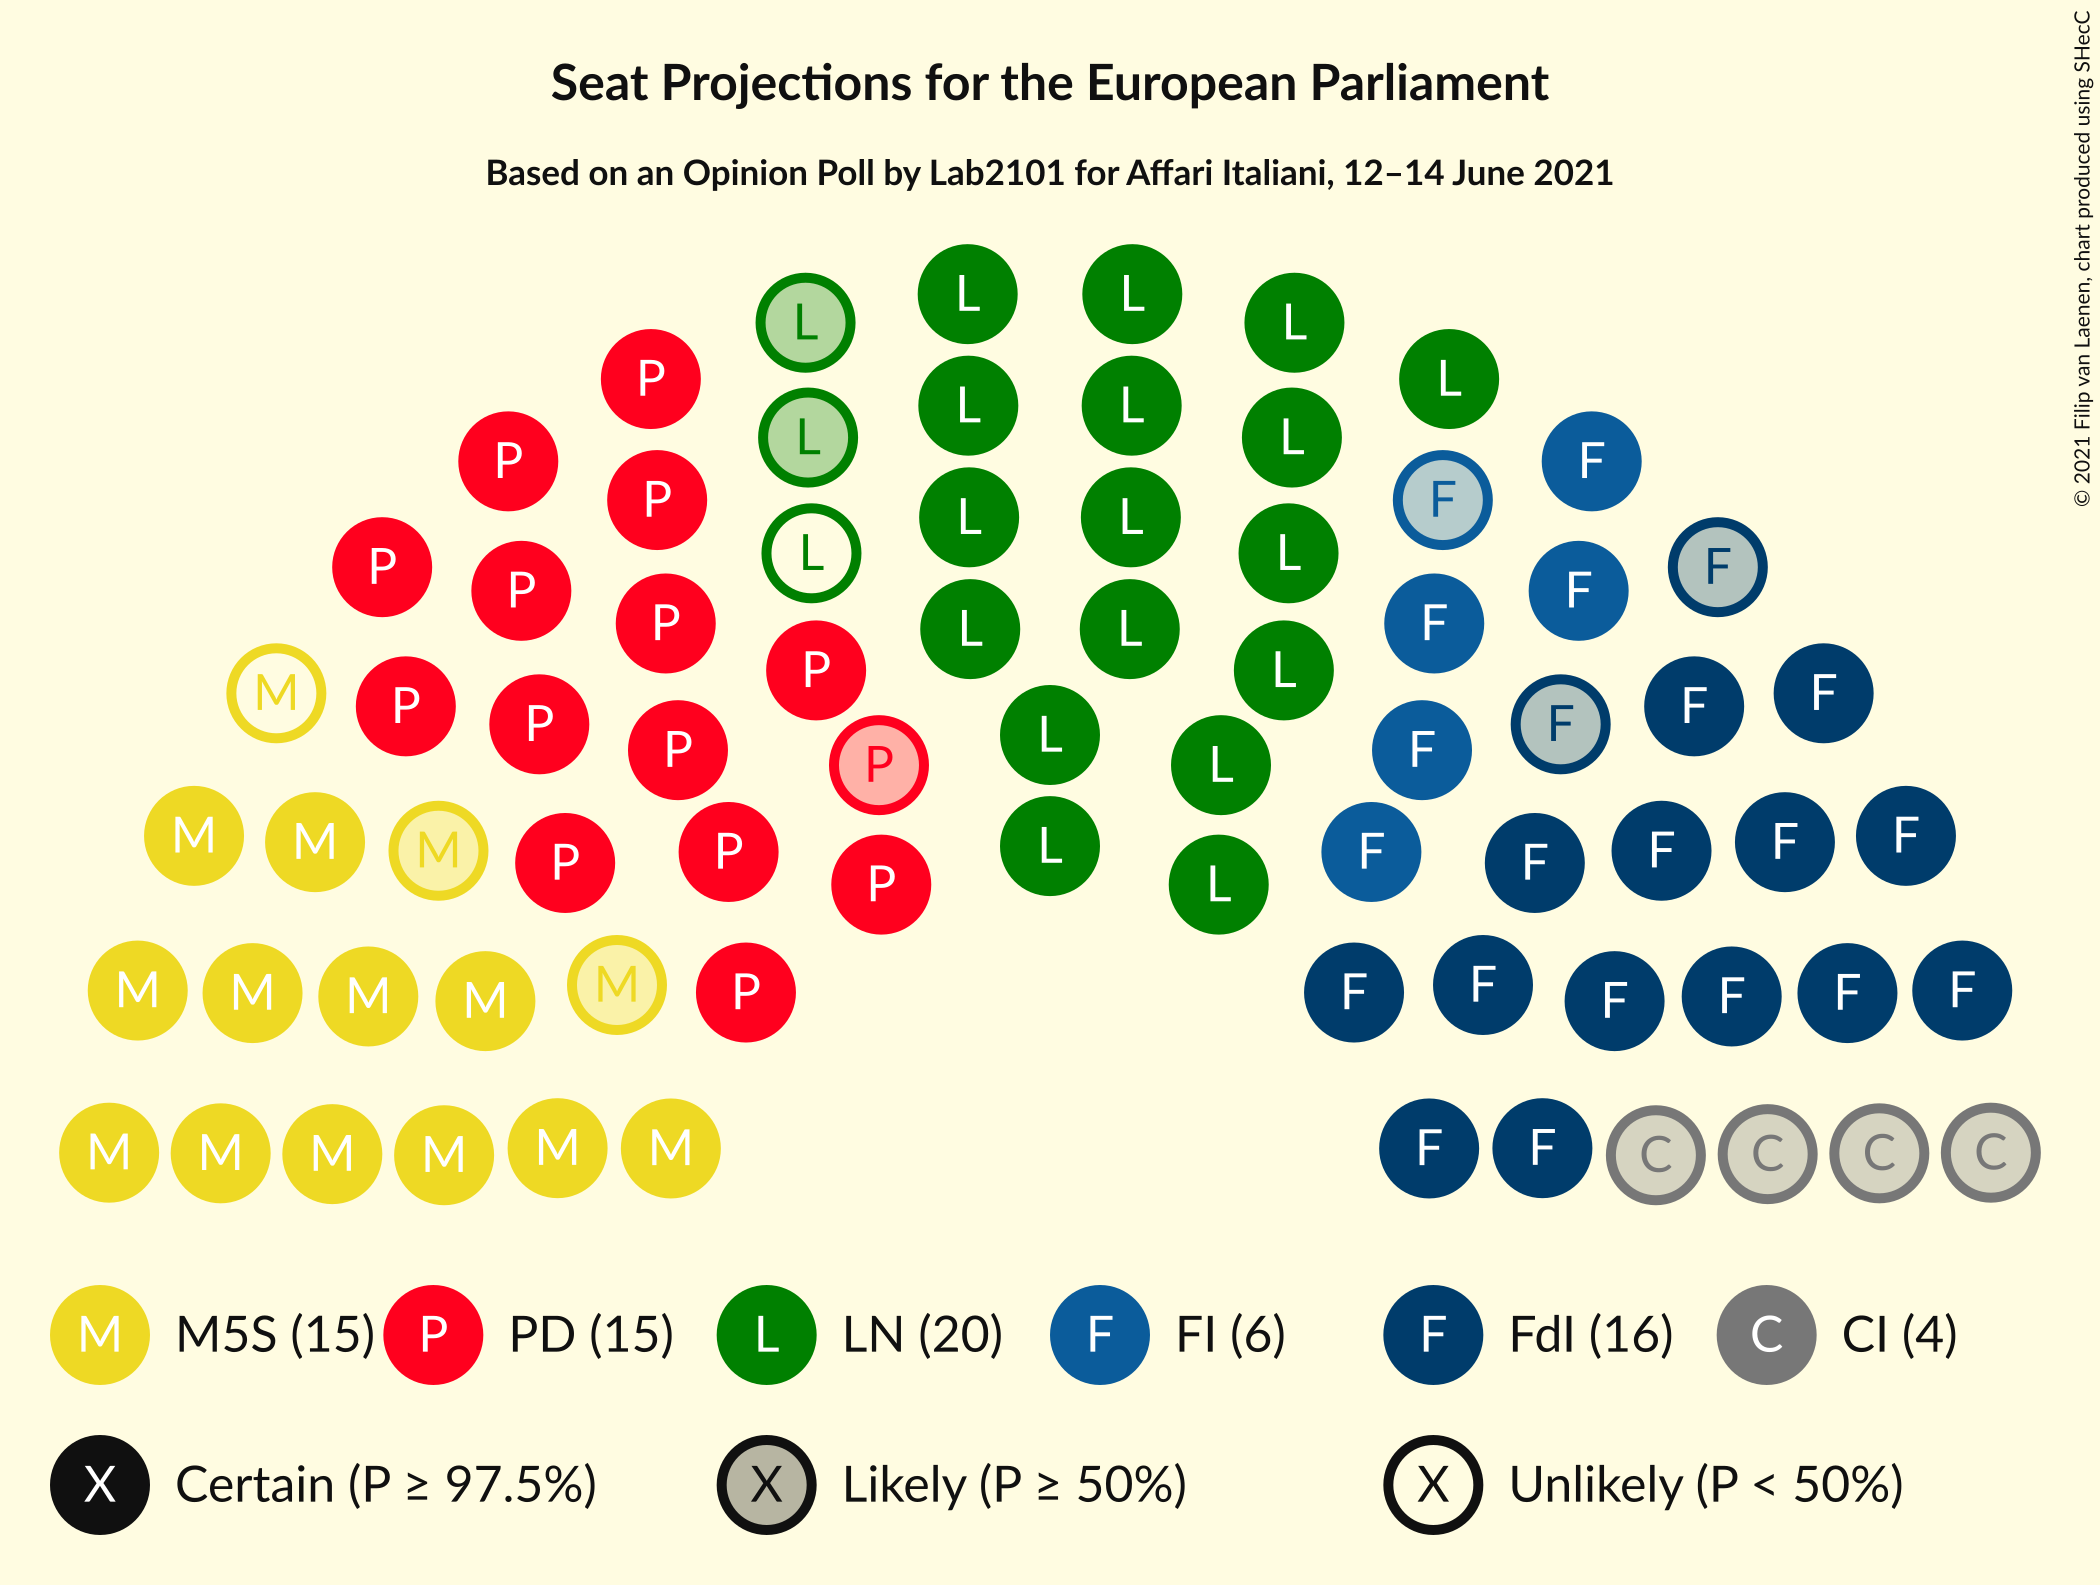 Seat Projections for the European Parliament
Based on an Opinion Poll by Lab2101 for Affari Italiani, 12–14 June 2021
© 2021 Filip van Laenen, chart produced using SHecC
L L
L L
P L
L L
L L
P F
P F
L L
P F
L L
P F
P P F F
L L
P L
M F
P F F
P F
P F
P L
L
M F
M F
M F
P F
P F
L
P L
M F
M M M M F F F F
M P F F
M M M M M M F F C C C C
M M5S (15) P PD (15) L LN (20) F FI (6) F FdI (16) C CI (4)
X Certain (P ≥ 97.5%) X Likely (P ≥ 50%) X Unlikely (P < 50%)